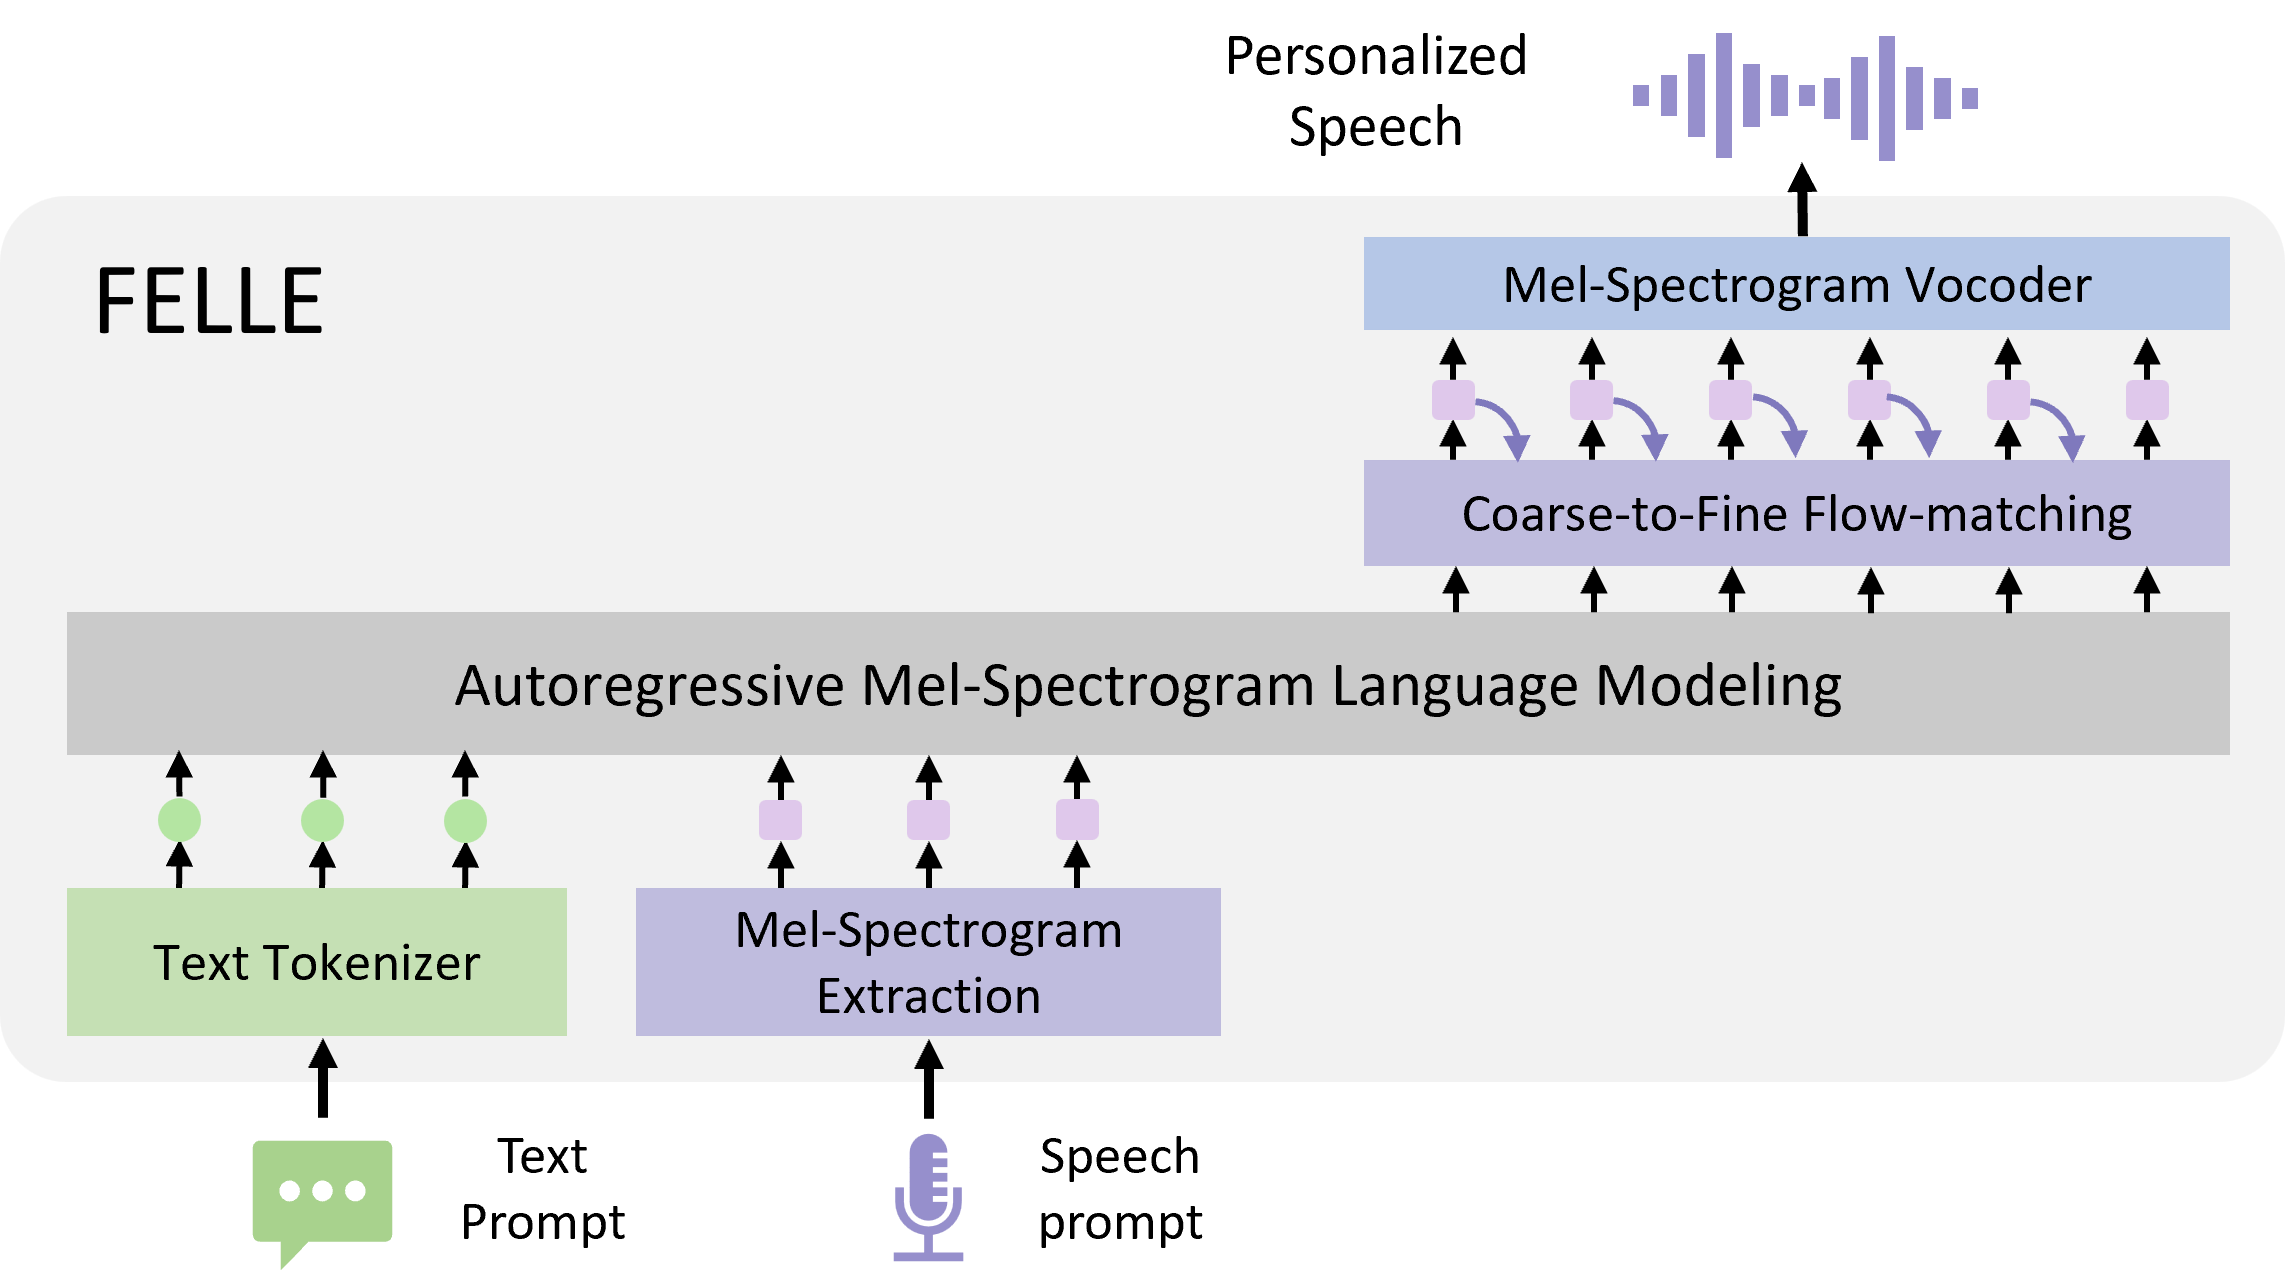 Personalized
Speech
FELLE
Mel-Spectrogram Vocoder
Coarse-to-Fine Flow-matching
Autoregressive Mel-Spectrogram Language Modeling
Text Tokenizer
Mel-Spectrogram
Extraction
Text
Prompt
Speech
prompt